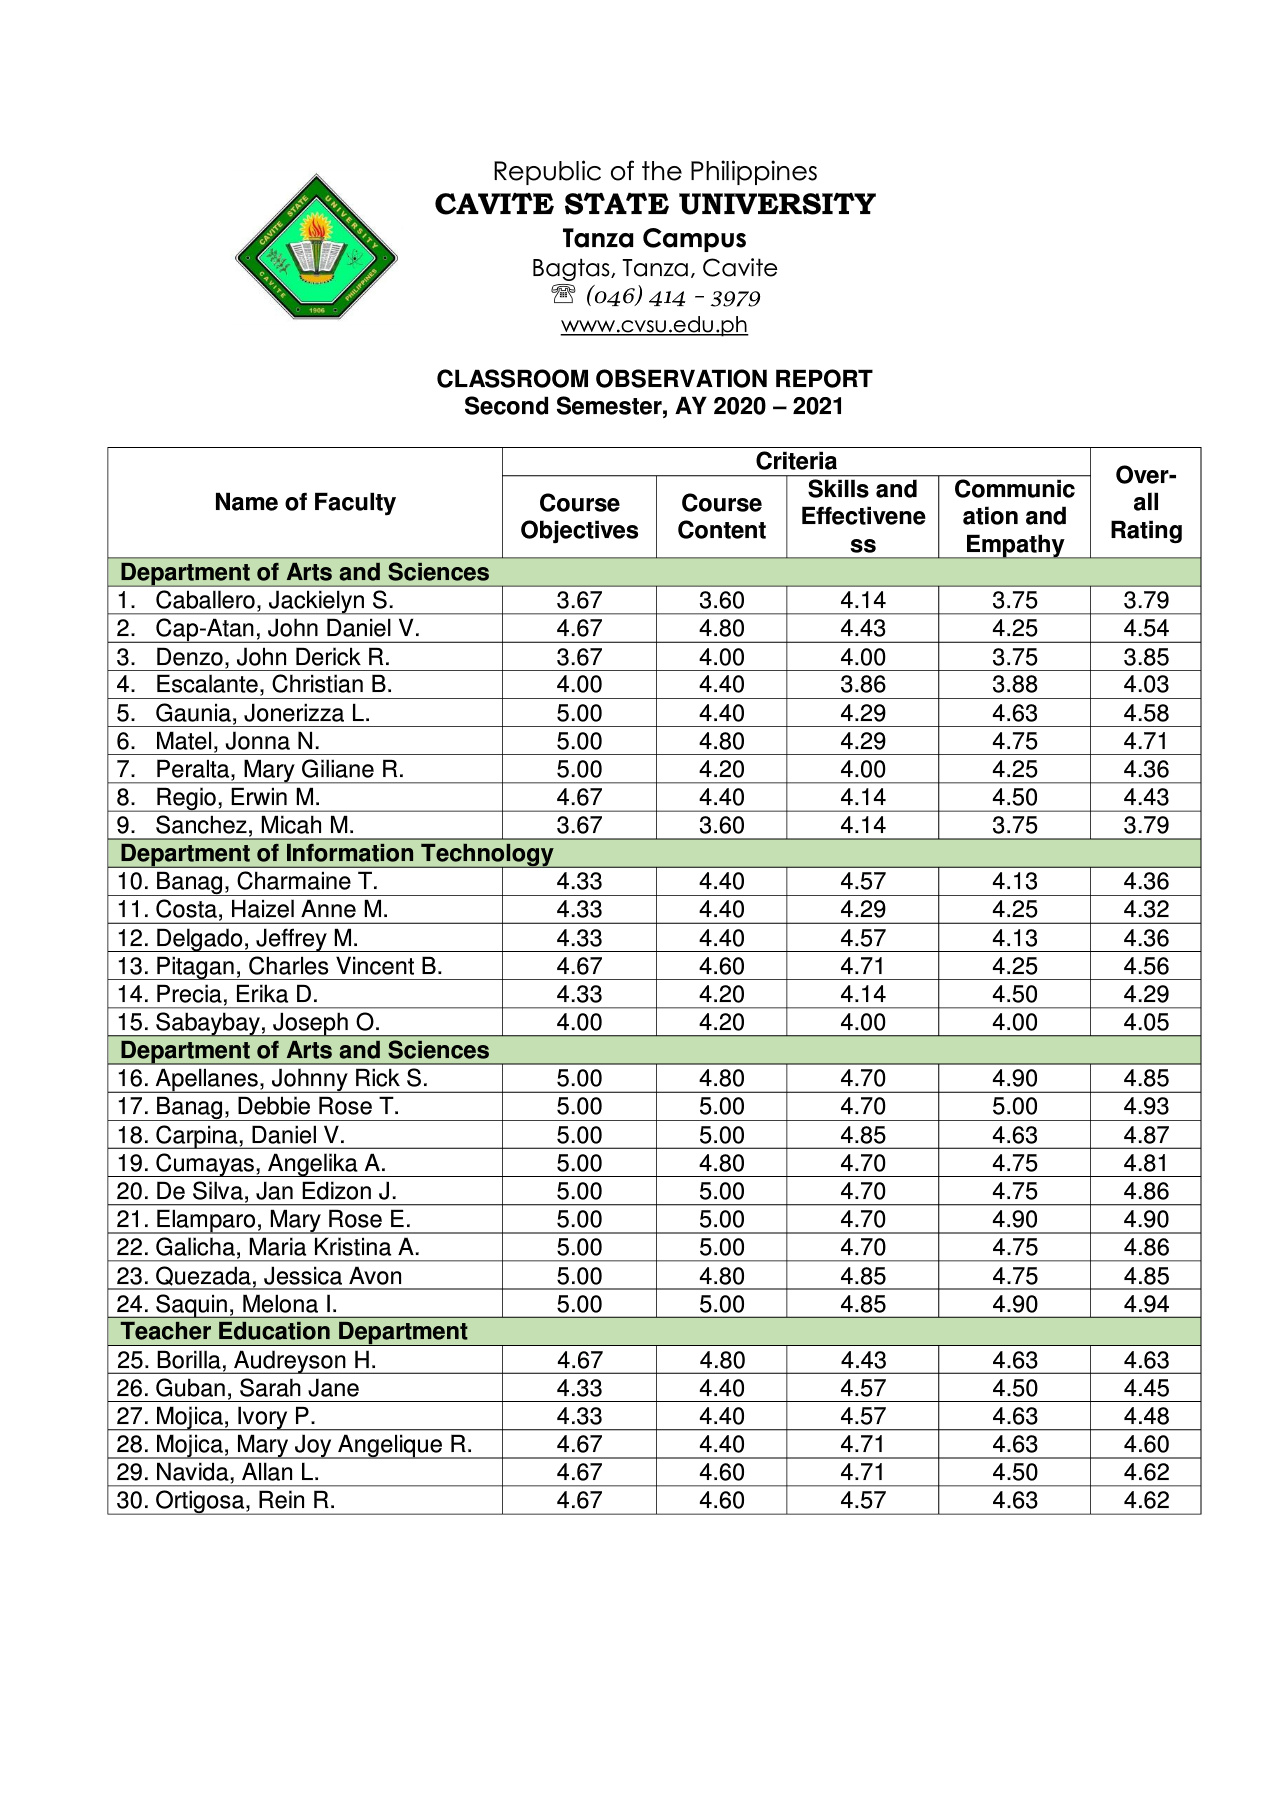 Republic of the Philippines
CAVITE STATE UNIVERSITY
Tanza Campus
Bagtas, Tanza, Cavite
☏ (046) 414 – 3979
www.cvsu.edu.ph
CAVITE STATE UNIVERSITY
CAVITE PHILIPPINES
1906
CLASSROOM OBSERVATION REPORT
Second Semester, AY 2020 – 2021
Name of Faculty
Criteria
Over-
all
Rating
Course
Objectives
Course
Content
Skills and
Effectivene
ss
Communic
ation and
Empathy
Department of Arts and Sciences
1. Caballero, Jackielyn S. 3.67 3.60 4.14 3.75 3.79
2. Cap-Atan, John Daniel V. 4.67 4.80 4.43 4.25 4.54
3. Denzo, John Derick R. 3.67 4.00 4.00 3.75 3.85
4. Escalante, Christian B. 4.00 4.40 3.86 3.88 4.03
5. Gaunia, Jonerizza L. 5.00 4.40 4.29 4.63 4.58
6. Matel, Jonna N. 5.00 4.80 4.29 4.75 4.71
7. Peralta, Mary Giliane R. 5.00 4.20 4.00 4.25 4.36
8. Regio, Erwin M. 4.67 4.40 4.14 4.50 4.43
9. Sanchez, Micah M. 3.67 3.60 4.14 3.75 3.79
Department of Information Technology
10. Banag, Charmaine T. 4.33 4.40 4.57 4.13 4.36
11. Costa, Haizel Anne M. 4.33 4.40 4.29 4.25 4.32
12. Delgado, Jeffrey M. 4.33 4.40 4.57 4.13 4.36
13. Pitagan, Charles Vincent B. 4.67 4.60 4.71 4.25 4.56
14. Precia, Erika D. 4.33 4.20 4.14 4.50 4.29
15. Sabaybay, Joseph O. 4.00 4.20 4.00 4.00 4.05
Department of Arts and Sciences
16. Apellanes, Johnny Rick S. 5.00 4.80 4.70 4.90 4.85
17. Banag, Debbie Rose T. 5.00 5.00 4.70 5.00 4.93
18. Carpina, Daniel V. 5.00 5.00 4.85 4.63 4.87
19. Cumayas, Angelika A. 5.00 4.80 4.70 4.75 4.81
20. De Silva, Jan Edizon J. 5.00 5.00 4.70 4.75 4.86
21. Elamparo, Mary Rose E. 5.00 5.00 4.70 4.90 4.90
22. Galicha, Maria Kristina A. 5.00 5.00 4.70 4.75 4.86
23. Quezada, Jessica Avon 5.00 4.80 4.85 4.75 4.85
24. Saquin, Melona I. 5.00 5.00 4.85 4.90 4.94
Teacher Education Department
25. Borilla, Audreyson H. 4.67 4.80 4.43 4.63 4.63
26. Guban, Sarah Jane 4.33 4.40 4.57 4.50 4.45
27. Mojica, Ivory P. 4.33 4.40 4.57 4.63 4.48
28. Mojica, Mary Joy Angelique R. 4.67 4.40 4.71 4.63 4.60
29. Navida, Allan L. 4.67 4.60 4.71 4.50 4.62
30. Ortigosa, Rein R. 4.67 4.60 4.57 4.63 4.62